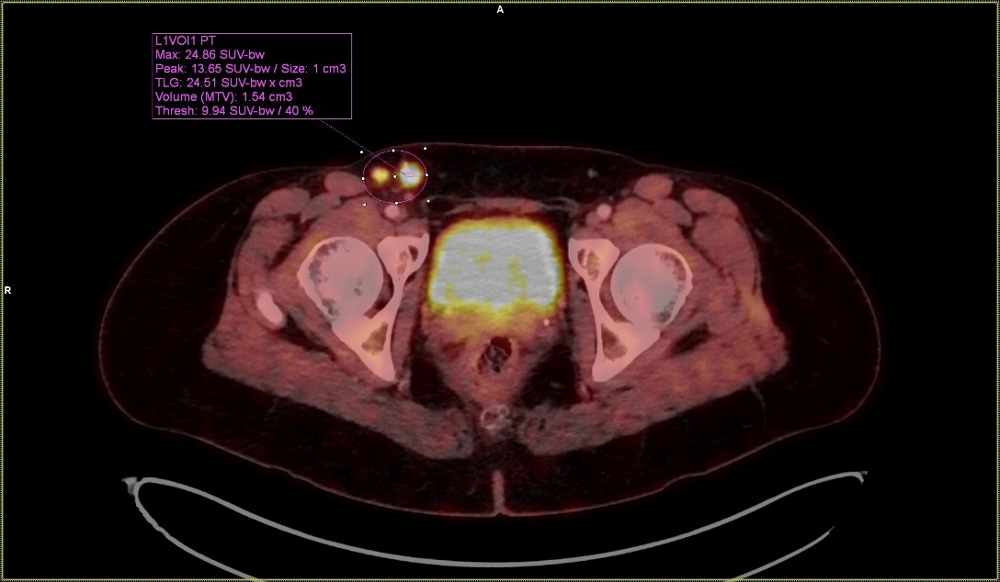 A
L1VOI1 PT
Max: 24.86 SUV-bw
Peak: 13.65 SUV-bw / Size: 1 cm3
TLG: 24.51 SUV-bw x cm3
Volume (MTV): 1.54 cm3
Thresh: 9.94 SUV-bw / 40 %
R